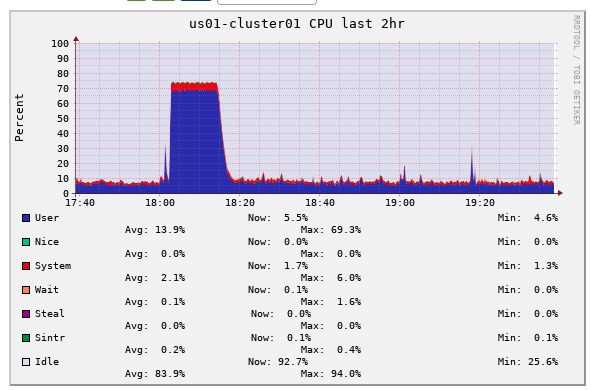 us01-cluster01 CPU last 2hr
RRDTOOL / TOBI OETIKER
Percent
100
90
80
70
60
50
40
30
20
10
0
17:40 18:00 18:20 18:40 19:00 19:20
User Now: 5.5% Min: 4.6%
Avg: 13.9% Max: 69.3%
Nice Now: 0.0% Min: 0.0%
Avg: 0.0% Max: 0.0%
System Now: 1.7% Min: 1.3%
Avg: 2.1% Max: 6.0%
Wait Now: 0.1% Min: 0.0%
Avg: 0.1% Max: 1.6%
Steal Now: 0.0% Min: 0.0%
Avg: 0.0% Max: 0.0%
Sintr Now: 0.1% Min: 0.1%
Avg: 0.2% Max: 0.4%
Idle Now: 92.7% Min: 25.6%
Avg: 83.9% Max: 94.0%